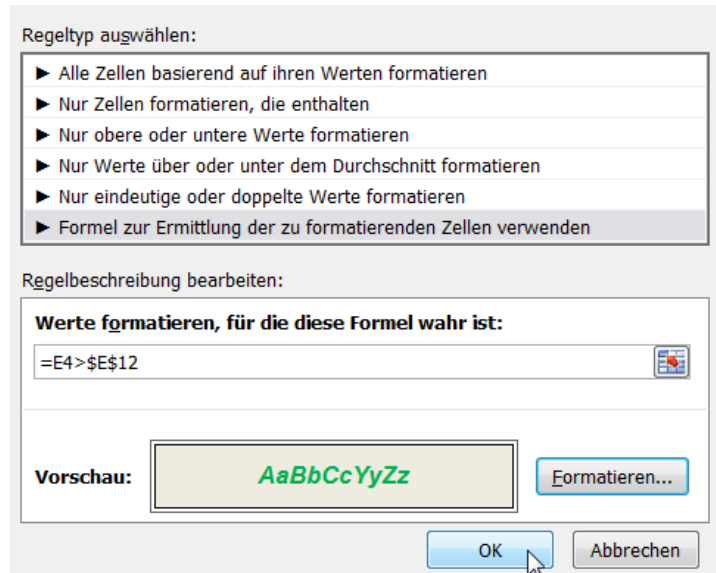 Regeltyp auswählen:
► Alle Zellen basierend auf ihren Werten formatieren
► Nur Zellen formatieren, die enthalten
► Nur obere oder untere Werte formatieren
► Nur Werte über oder unter dem Durchschnitt formatieren
► Nur eindeutige oder doppelte Werte formatieren
► Formel zur Ermittlung der zu formatierenden Zellen verwenden
Regelbeschreibung bearbeiten:
Werte formatieren, für die diese Formel wahr ist:
=E4>$E$12
Vorschau: AaBbCcYyZz Formatieren...
OK Abbrechen